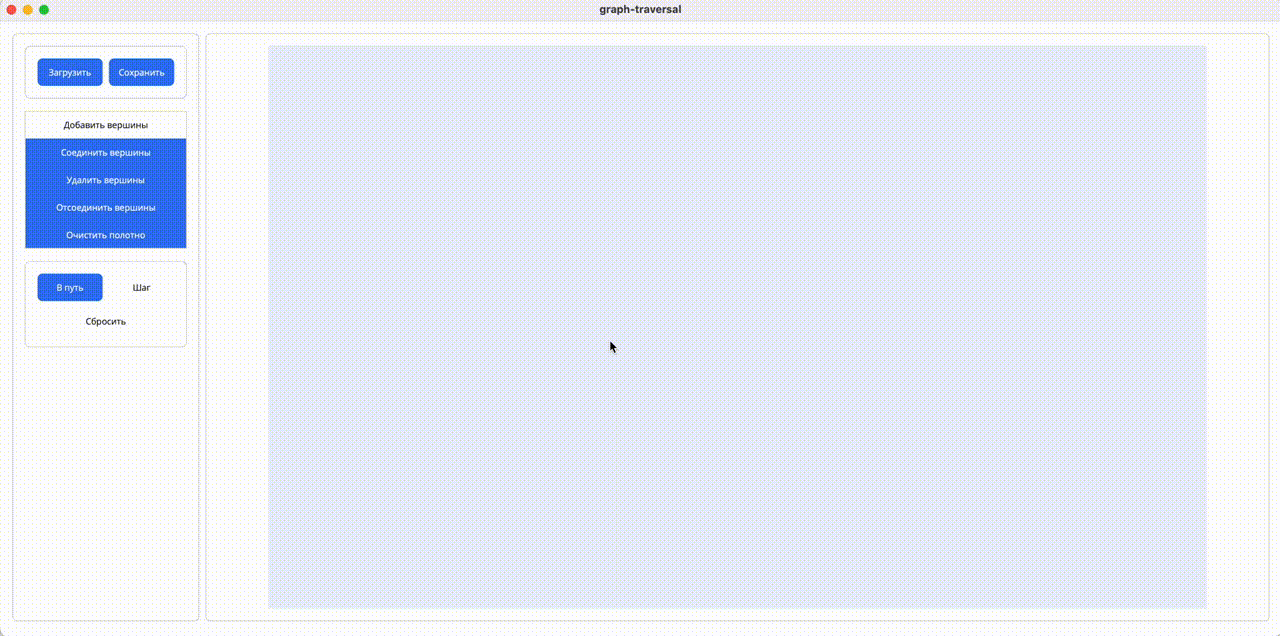 graph-traversal
Загрузить Сохранить
Добавить вершины
Соединить вершины
Удалить вершины
Отсоединить вершины
Очистить полотно
В путь Шаг
Сбросить